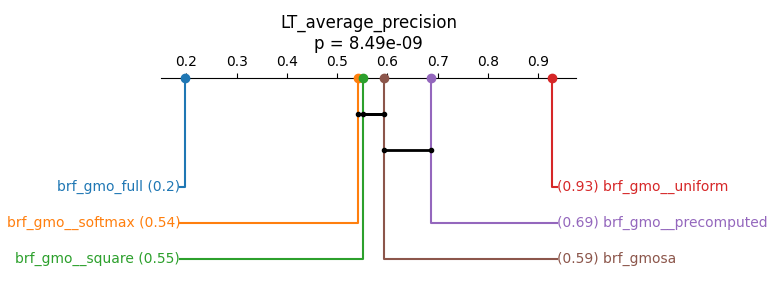 LT_average_precision
p = 8.49e-09
0.2 0.3 0.4 0.5 0.6 0.7 0.8 0.9
brf_gmo_full (0.2) (0.93) brf_gmo__uniform
brf_gmo__softmax (0.54) (0.69) brf_gmo__precomputed
brf_gmo__square (0.55) (0.59) brf_gmosa